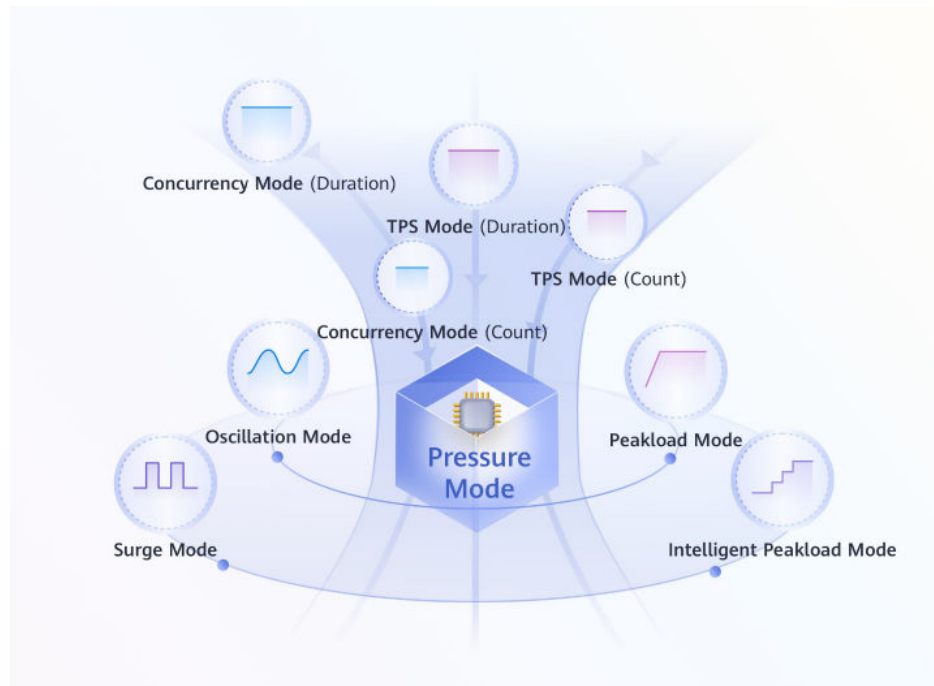 Concurrency Mode (Duration)
TPS Mode (Duration)
TPS Mode (Count)
Concurrency Mode (Count)
Oscillation Mode
Peakload Mode
Pressure
Mode
Surge Mode
Intelligent Peakload Mode